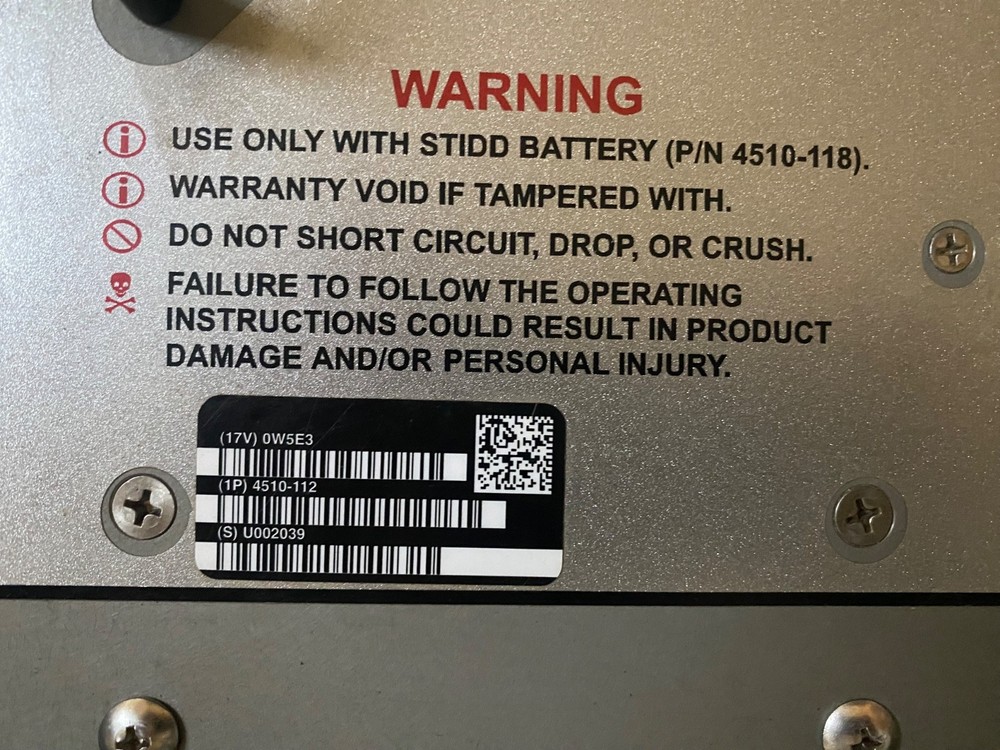 WARNING
USE ONLY WITH STIDD BATTERY (P/N 4510-118).
WARRANTY VOID IF TAMPERED WITH.
DO NOT SHORT CIRCUIT, DROP, OR CRUSH.
FAILURE TO FOLLOW THE OPERATING
INSTRUCTIONS COULD RESULT IN PRODUCT
DAMAGE AND/OR PERSONAL INJURY.
(17V) 0W5E3
(1P) 4510-112
(S) U002039